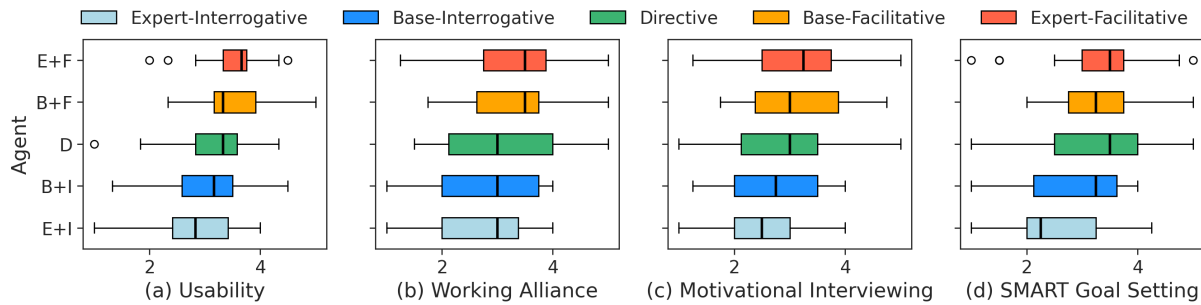 Expert-Interrogative Base-Interrogative Directive Base-Facilitative Expert-Facilitative
Agent
E+F
B+F
D
B+I
E+I
2 4 2 4 2 4 2 4
(a) Usability (b) Working Alliance (c) Motivational Interviewing (d) SMART Goal Setting